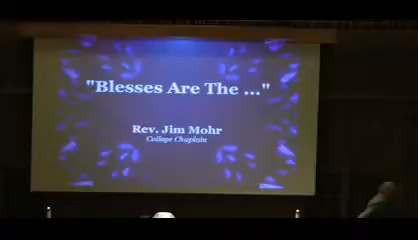 "Blesses Are The ..."
Rev. Jim Mohr
College Chaplain